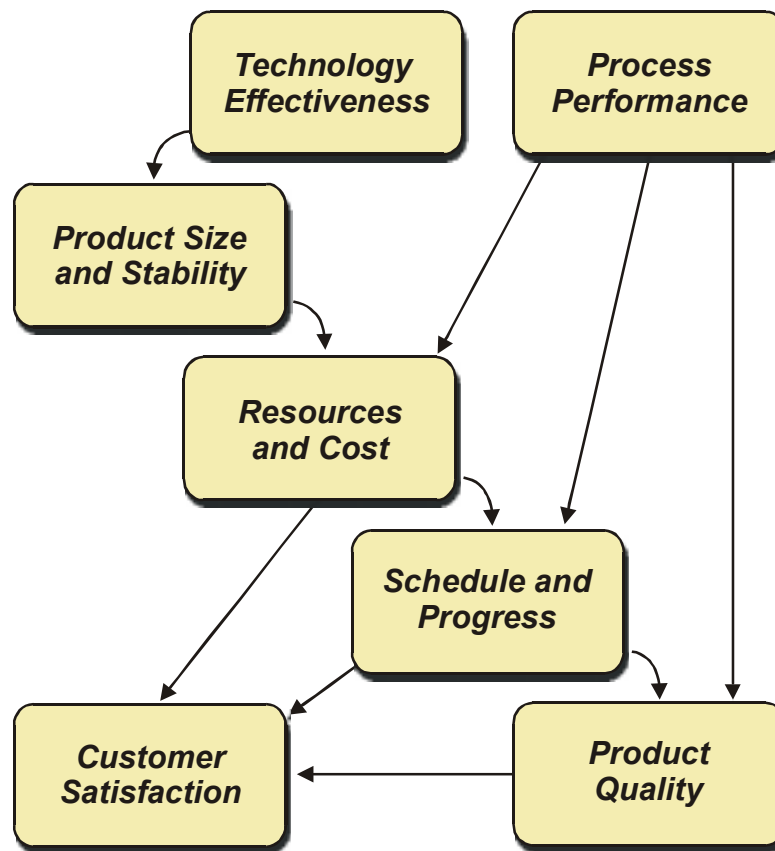 Technology
Effectiveness
Process
Performance
Product Size
and Stability
Resources
and Cost
Schedule and
Progress
Customer
Satisfaction
Product
Quality